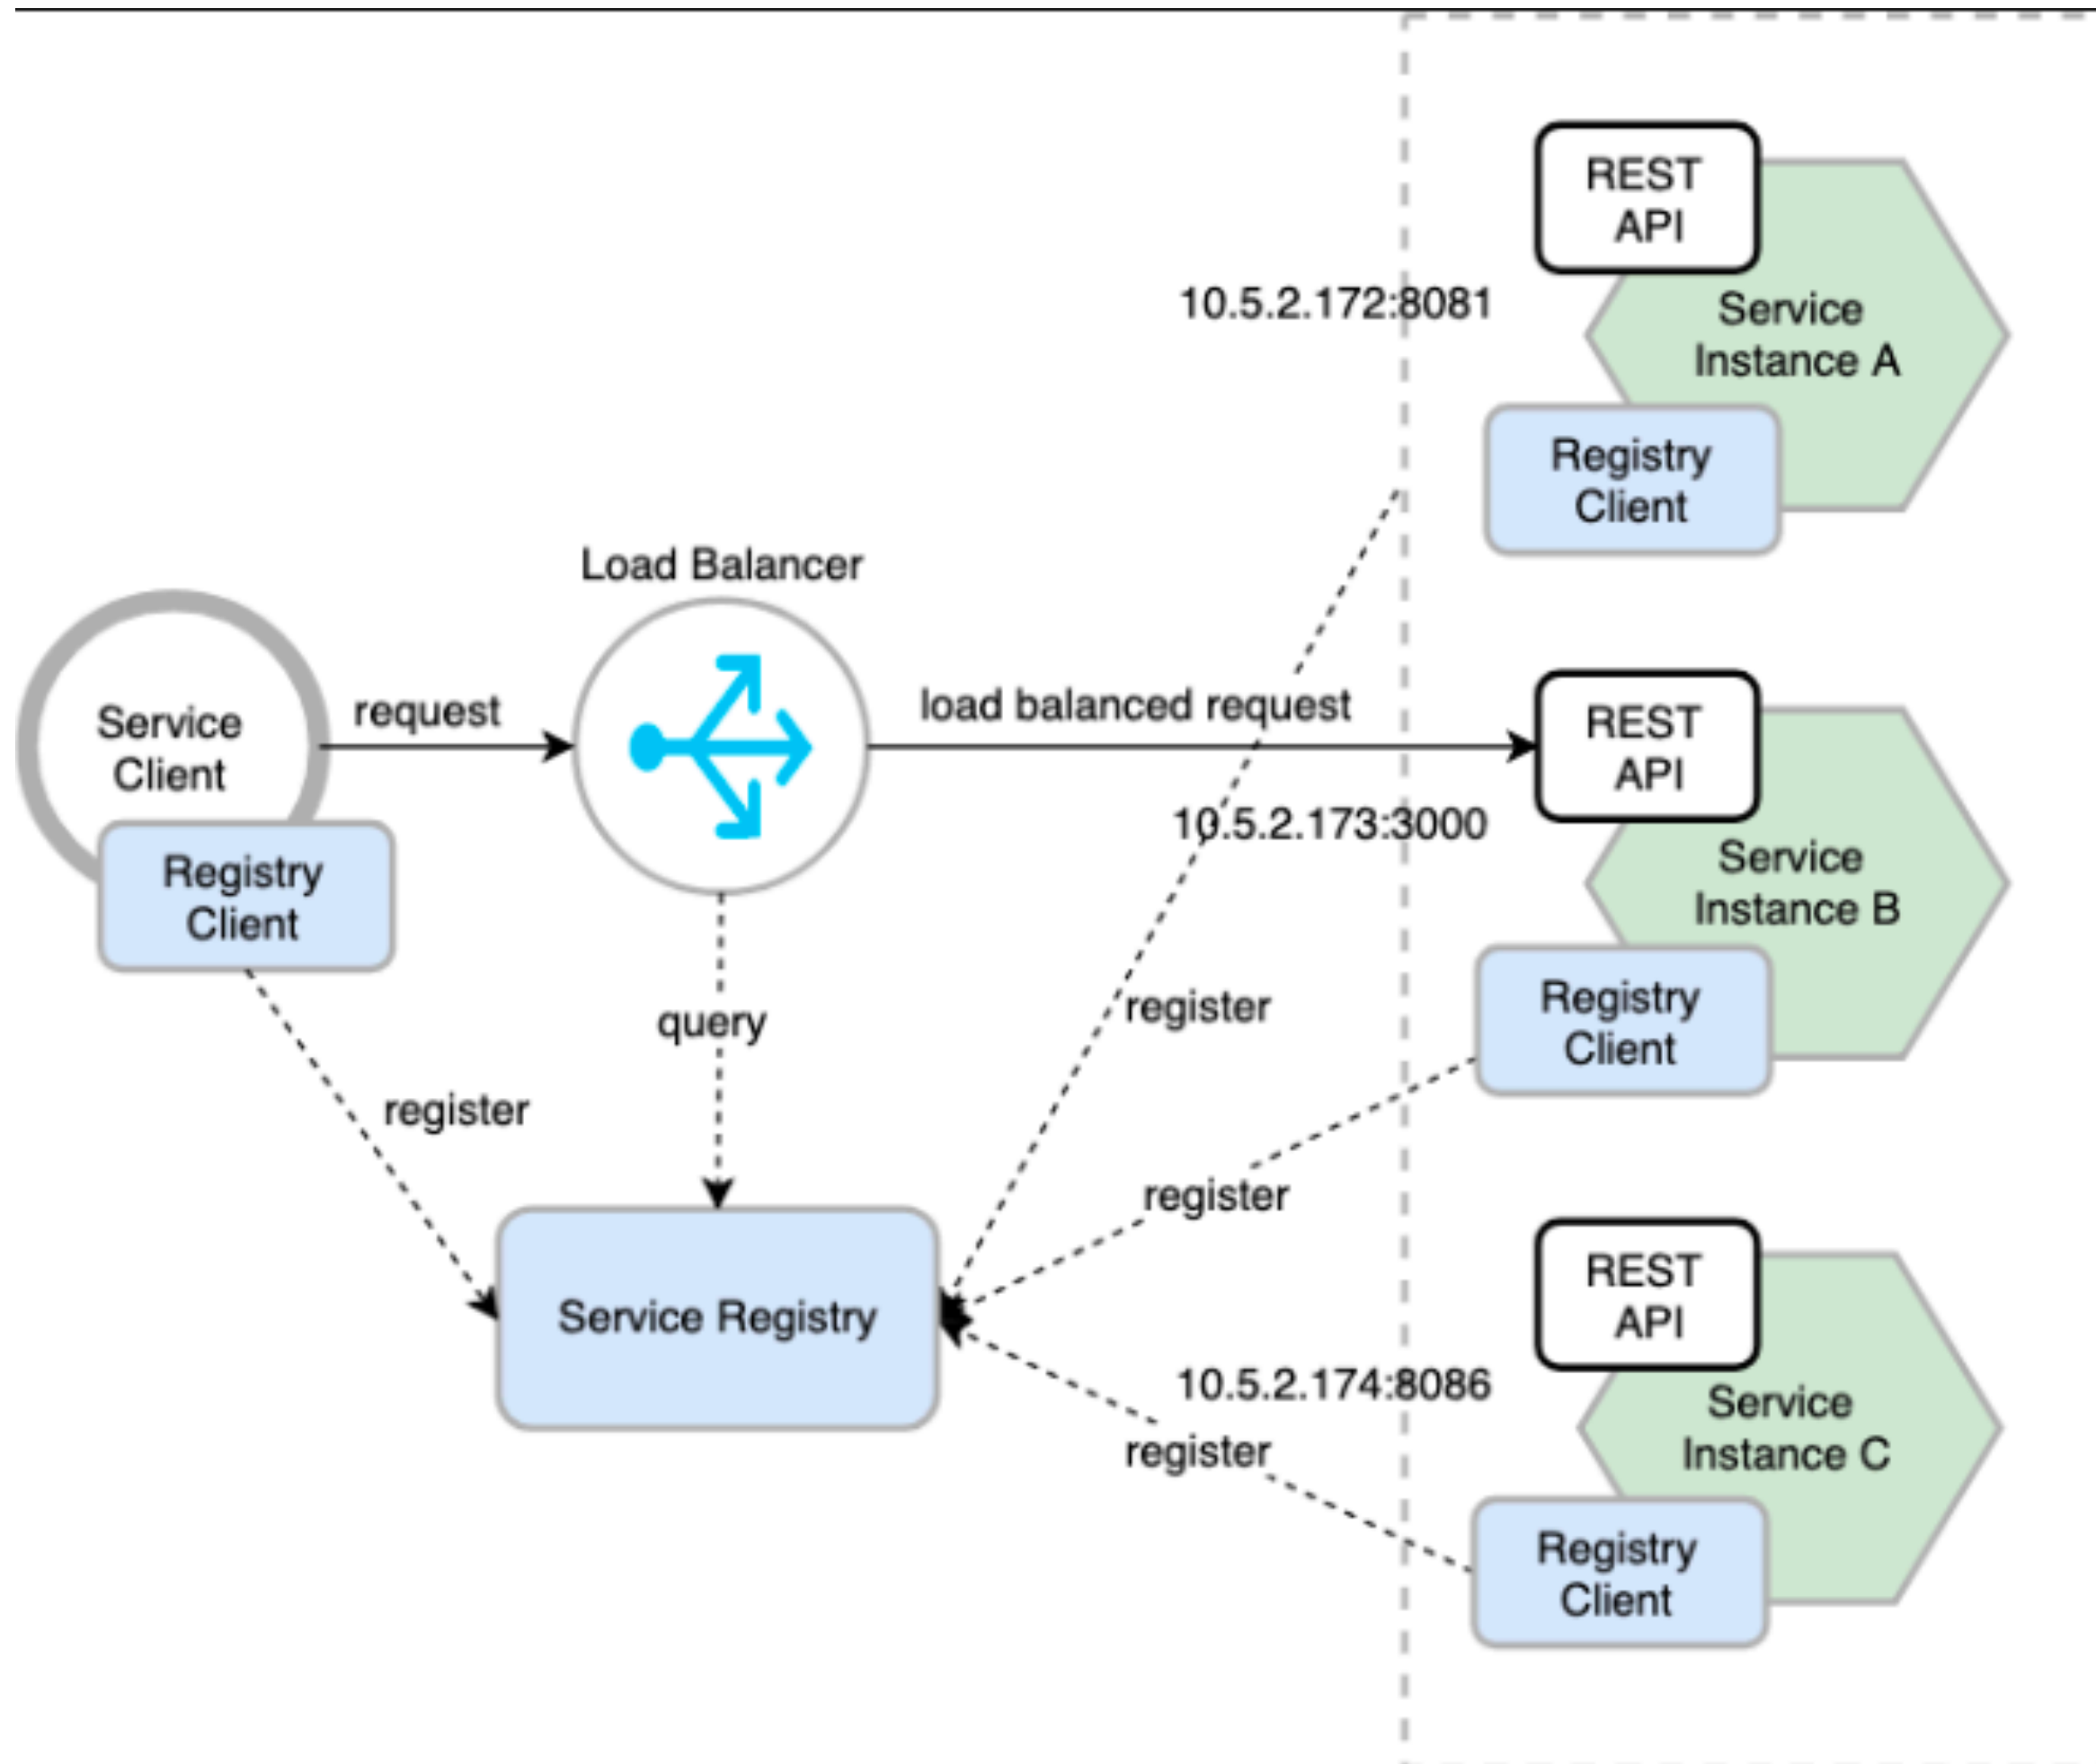 REST
API
10.5.2.172:8081
Service
Instance A
Registry
Client
Load Balancer
Service
Client
request
load balanced request
REST
API
10.5.2.173:3000
Service
Instance B
Registry
Client
Registry
Client
query
register
register
register
Service Registry
REST
API
10.5.2.174:8086
register
Service
Instance C
Registry
Client